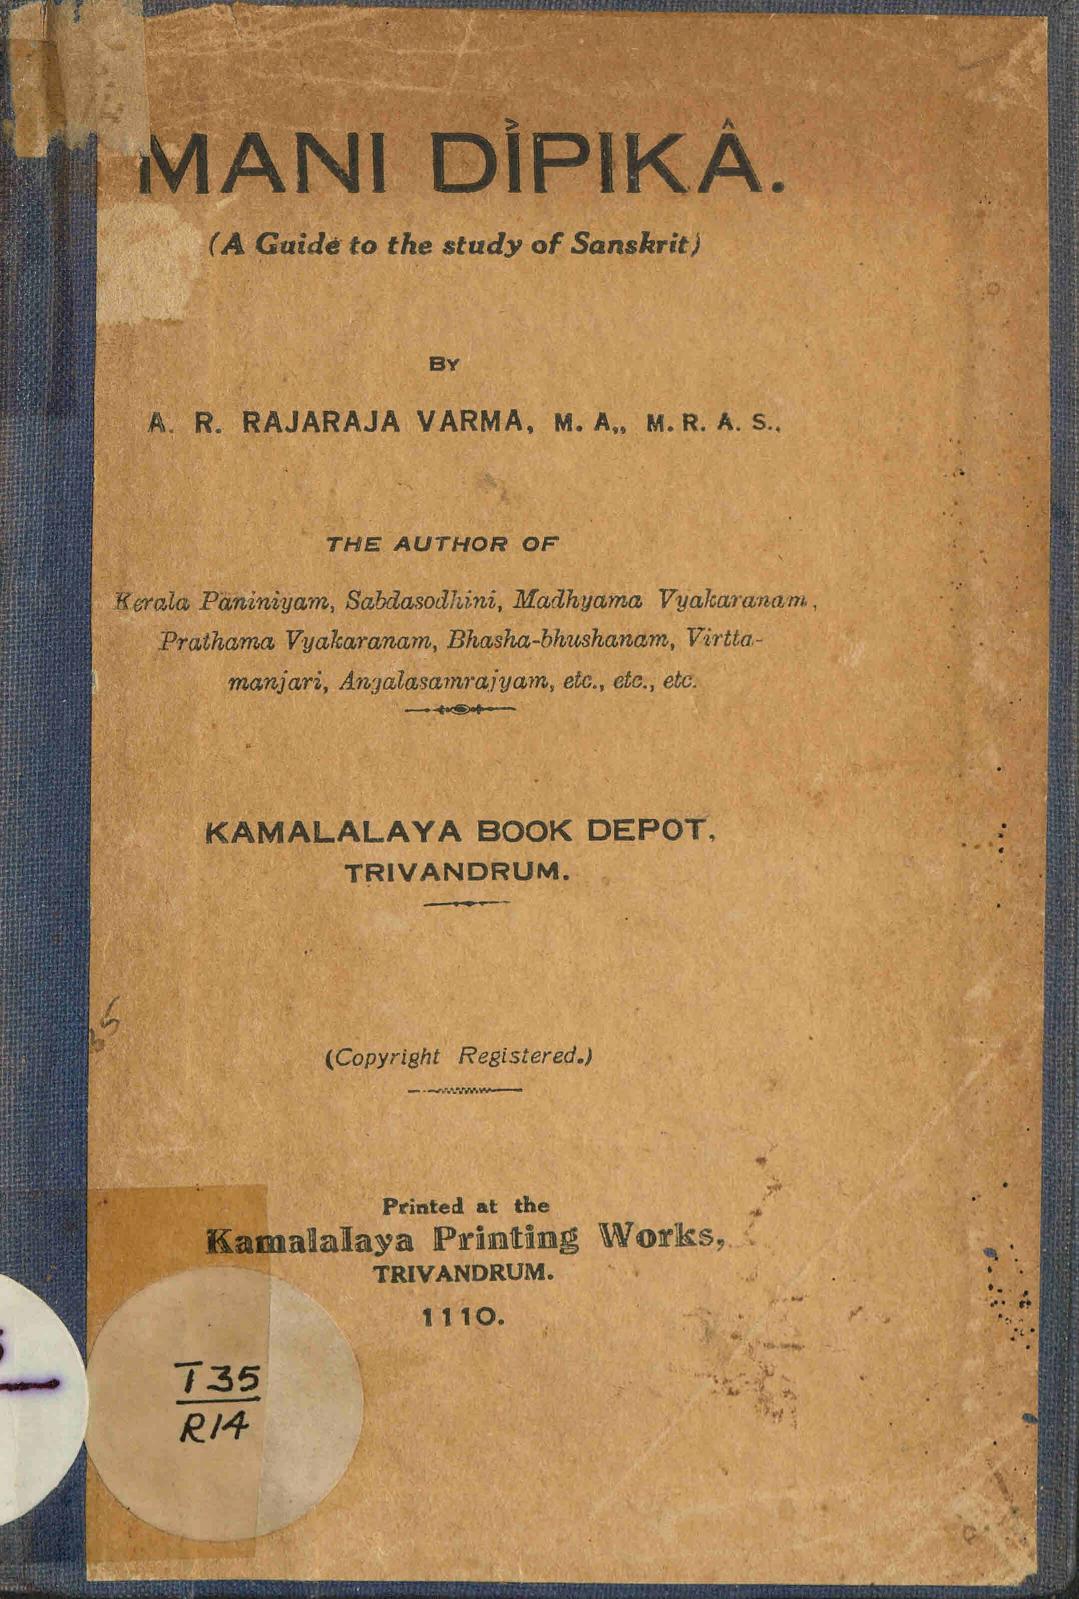 MANI DÎPIKÂ.
(A Guide to the study of Sanskrit)
BY
A. R. RAJARAJA VARMA, M. A,, M. R. A. S.,
THE AUTHOR OF
Kerala Paniniyam, Sabdasodhini, Madhyama Vyakaranam,
Prathama Vyakaranam, Bhasha-bhushanam, Virtta-
manjari, Angalasamrajyam, etc., etc., etc.
KAMALALAYA BOOK DEPOT,
TRIVANDRUM.
(Copyright Registered.)
Printed at the
Kamalalaya Printing Works,
TRIVANDRUM.
1110.
T35
R14